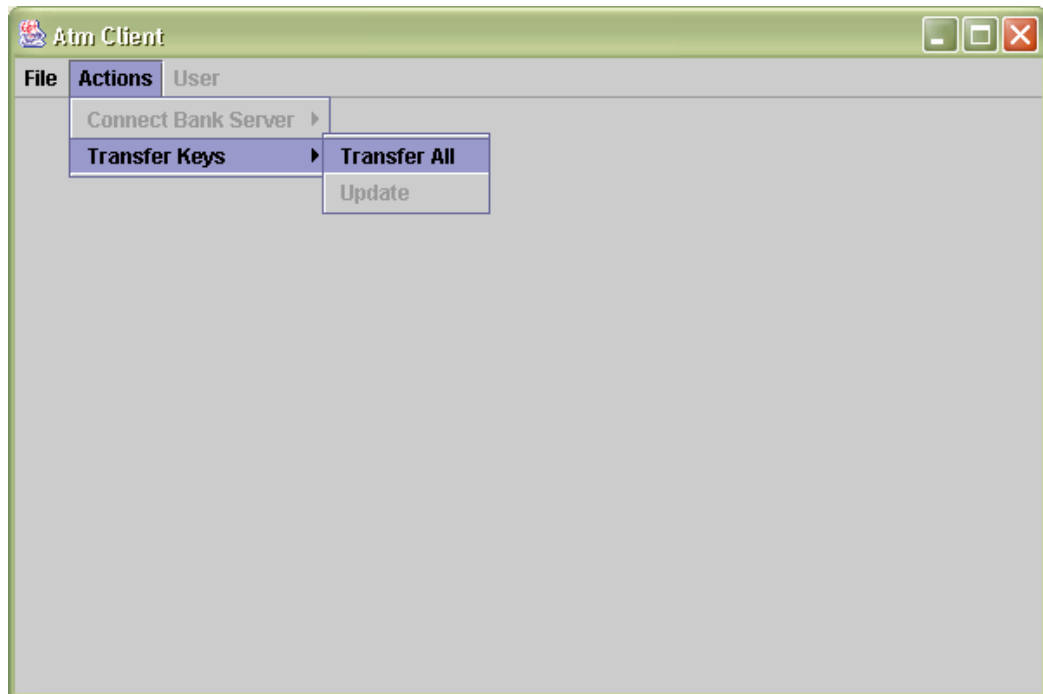 Atm Client
File Actions User
Connect Bank Server
Transfer Keys Transfer All
Update